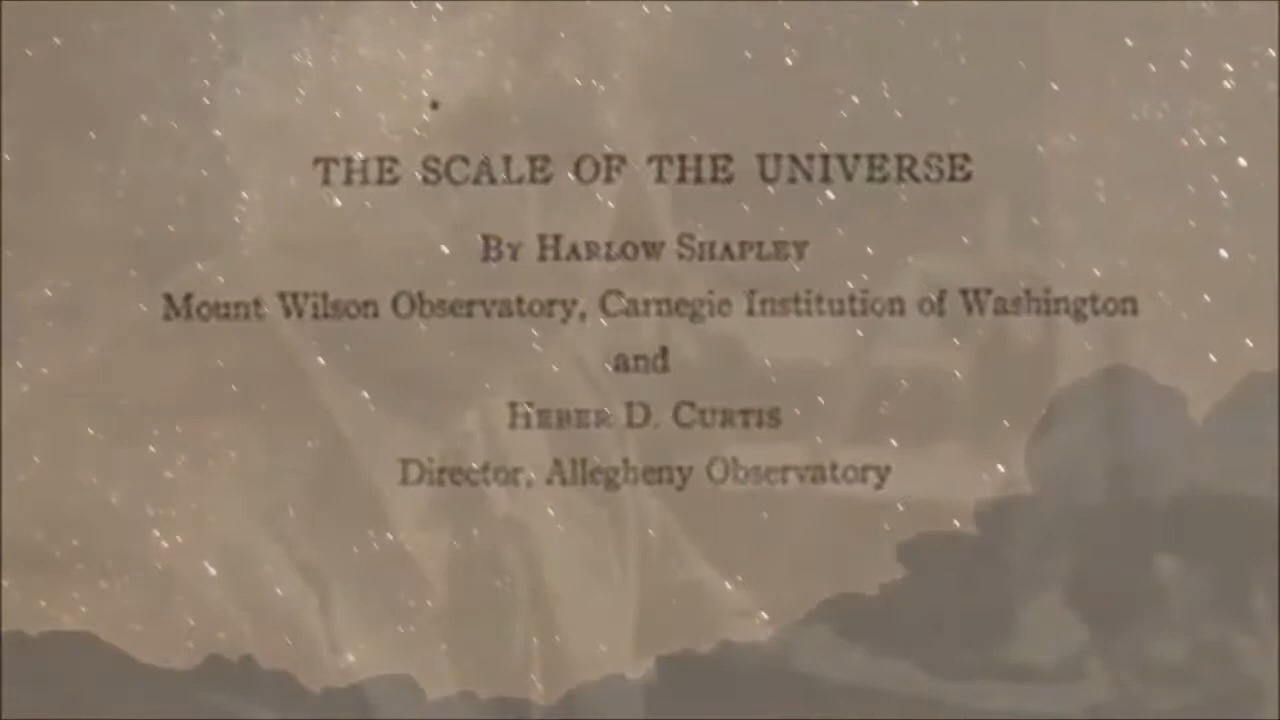 THE SCALE OF THE UNIVERSE
BY HARLOW SHAPLEY
Mount Wilson Observatory, Carnegie Institution of Washington
and
HEBER D. CURTIS
Director, Allegheny Observatory